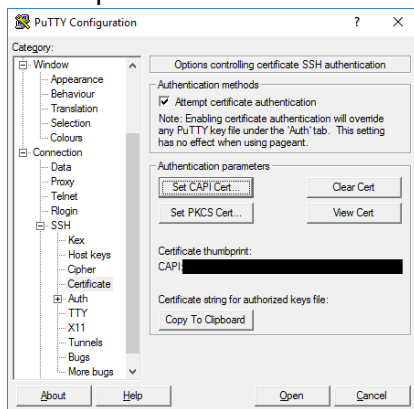 PuTTY Configuration
?
×
Category:
Window
Appearance
Behaviour
Translation
Selection
Colours
Connection
Data
Proxy
Telnet
Rlogin
SSH
Kex
Host keys
Cipher
Certificate
Auth
TTY
X11
Tunnels
Bugs
More bugs
Options controlling certificate SSH authentication
Authentication methods
Attempt certificate authentication
Note: Enabling certificate authentication will override
any PuTTY key file under the 'Auth' tab. This setting
has no effect when using pageant.
Authentication parameters
Set CAPI Cert... Clear Cert
Set PKCS Cert... View Cert
Certificate thumbprint:
CAPI:
Certificate string for authorized keys file:
Copy To Clipboard
About Help Open Cancel